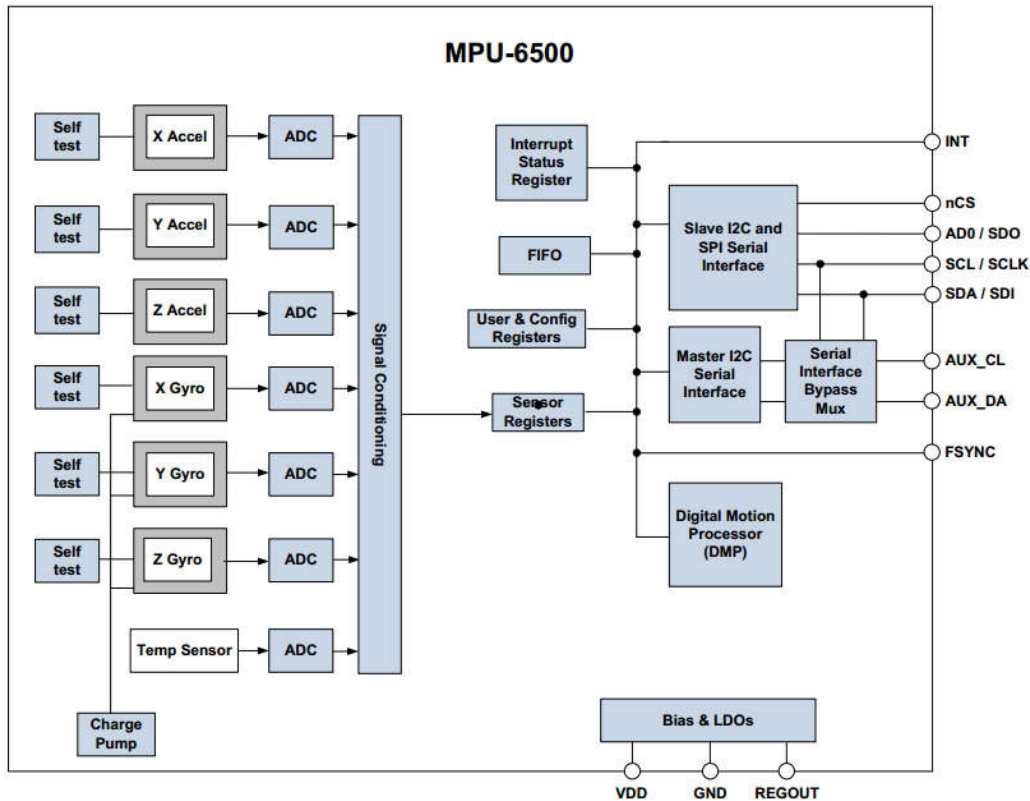 MPU-6500
Self
test
X Accel
ADC
Self
test
Y Accel
ADC
Self
test
Z Accel
ADC
Self
test
X Gyro
ADC
Self
test
Y Gyro
ADC
Self
test
Z Gyro
ADC
Temp Sensor
ADC
Charge
Pump
Signal Conditioning
Interrupt
Status
Register
FIFO
User & Config
Registers
Sensor
Registers
Slave I2C and
SPI Serial
Interface
Master I2C
Serial
Interface
Serial
Interface
Bypass
Mux
Digital Motion
Processor
(DMP)
Bias & LDOs
INT
nCS
AD0 / SDO
SCL / SCLK
SDA / SDI
AUX_CL
AUX_DA
FSYNC
VDD
GND
REGOUT